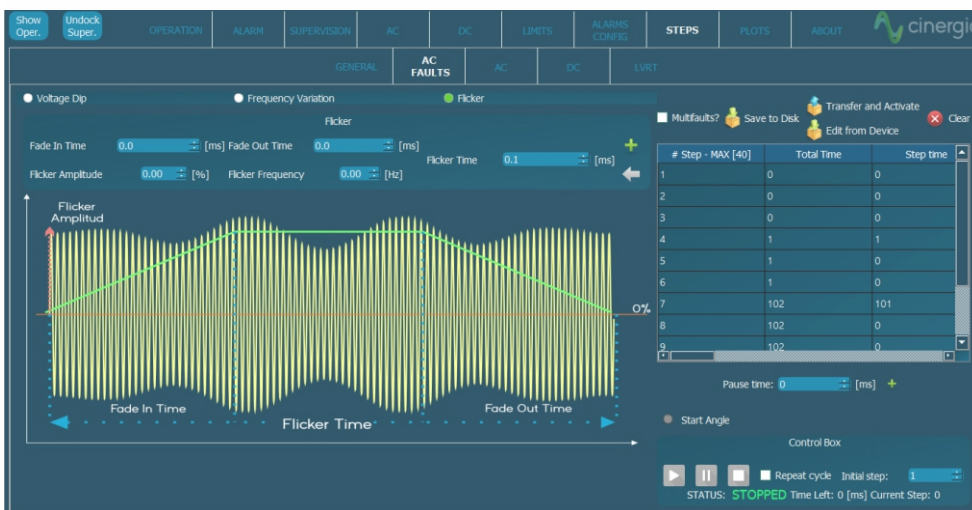 Show Oper.
Undock Super.
OPERATION
ALARM
SUPERVISION
AC
DC
LIMITS
ALARMS CONFIG
STEPS
PLOTS
ABOUT
cinergi
GENERAL
AC FAULTS
AC
DC
LVRT
Voltage Dip
Frequency Variation
Flicker
Flicker
Fade In Time 0.0 [ms] Fade Out Time 0.0 [ms]
Flicker Time 0.1 [ms]
Flicker Amplitude 0.00 [%] Flicker Frequency 0.00 [Hz]
Flicker
Amplitud
0%
Fade In Time
Fade Out Time
Flicker Time
Multifaults?
Save to Disk
Transfer and Activate
Edit from Device
Clear
# Step - MAX [40] Total Time Step time
1 0 0
2 0 0
3 0 0
4 1 1
5 1 0
6 1 0
7 102 101
8 102 0
9 102 0
Pause time: 0 [ms]
Start Angle
Control Box
Repeat cycle Initial step: 1
STATUS: STOPPED Time Left: 0 [ms] Current Step: 0